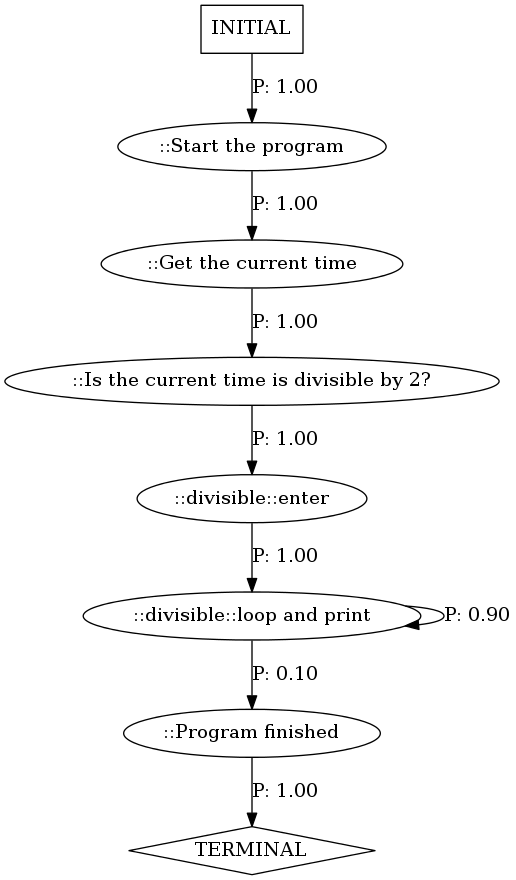 INITIAL
P: 1.00
::Start the program
P: 1.00
::Get the current time
P: 1.00
::Is the current time is divisible by 2?
P: 1.00
::divisible::enter
P: 1.00
::divisible::loop and print
P: 0.90
P: 0.10
::Program finished
P: 1.00
TERMINAL